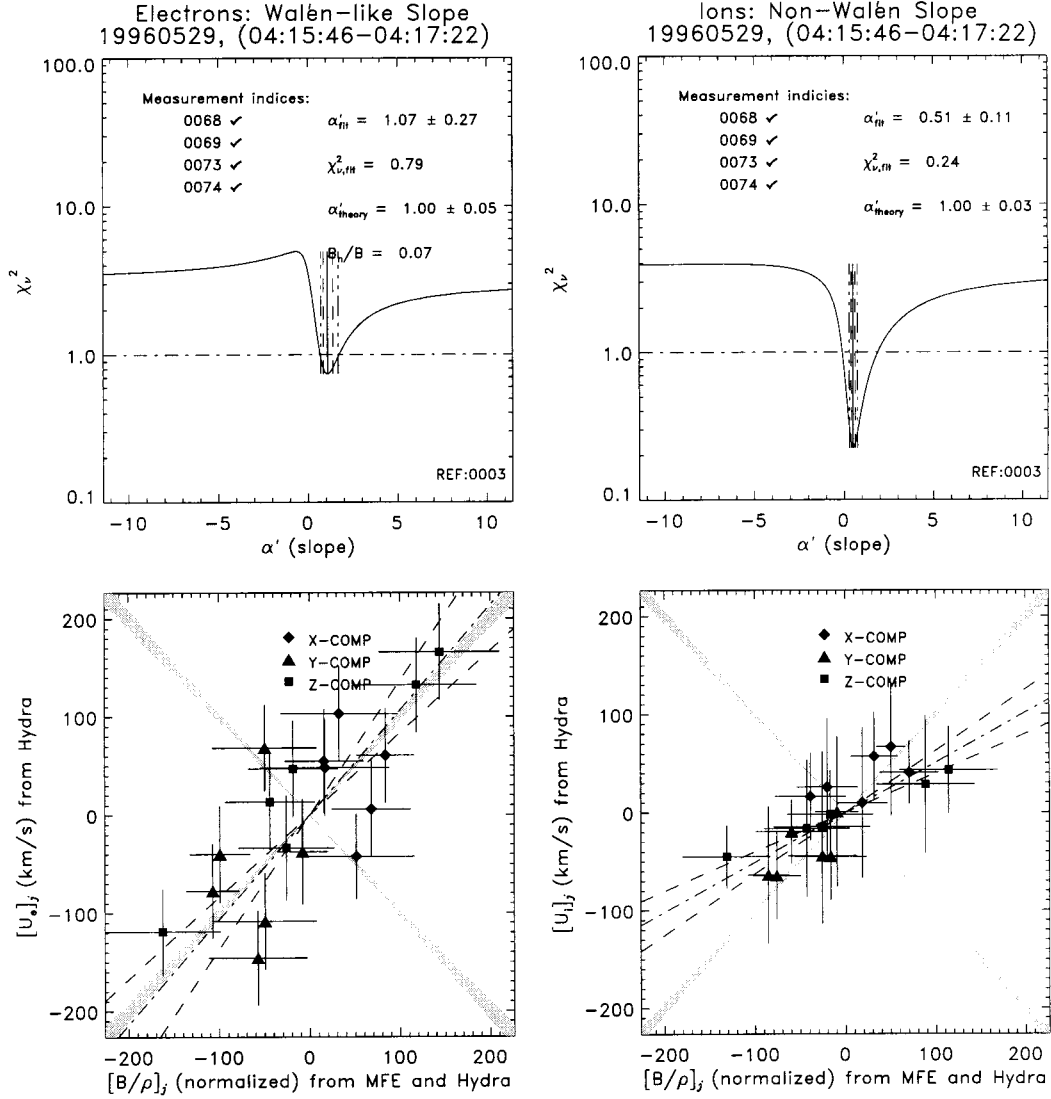 Electrons: Walén-like Slope
19960529, (04:15:46-04:17:22)
100.0
10.0
1.0
0.1
χν²
Measurement indices:
0068 ✓
0069 ✓
0073 ✓
0074 ✓
α'fit = 1.07 ± 0.27
χ²ν,fit = 0.79
α'theory = 1.00 ± 0.05
Bn/B = 0.07
REF:0003
-10 -5 0 5 10
α' (slope)
Ions: Non-Walén Slope
19960529, (04:15:46-04:17:22)
100.0
10.0
1.0
0.1
χν²
Measurement indicies:
0068 ✓
0069 ✓
0073 ✓
0074 ✓
α'fit = 0.51 ± 0.11
χ²ν,fit = 0.24
α'theory = 1.00 ± 0.03
REF:0003
-10 -5 0 5 10
α' (slope)
200
100
0
-100
-200
[Ue]j (km/s) from Hydra
X-COMP
Y-COMP
Z-COMP
-200 -100 0 100 200
[B/ρ]j (normalized) from MFE and Hydra
200
100
0
-100
-200
[Ui]j (km/s) from Hydra
X-COMP
Y-COMP
Z-COMP
-200 -100 0 100 200
[B/ρ]j (normalized) from MFE and Hydra